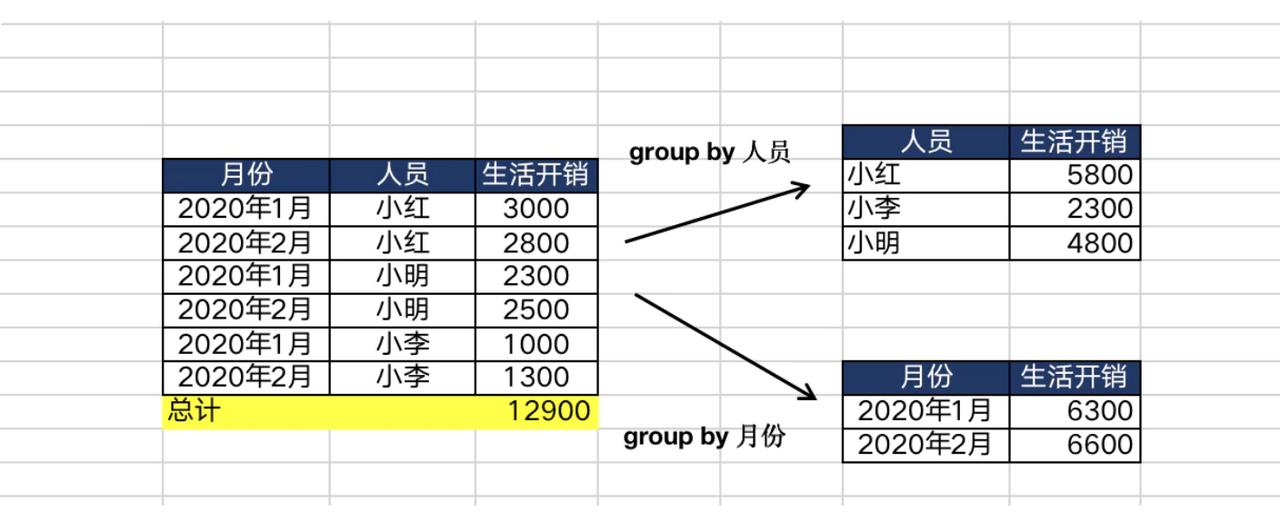 月份 人员 生活开销
2020年1月 小红 3000
2020年2月 小红 2800
2020年1月 小明 2300
2020年2月 小明 2500
2020年1月 小李 1000
2020年2月 小李 1300
总计 12900
group by 人员
人员 生活开销
小红 5800
小李 2300
小明 4800
group by 月份
月份 生活开销
2020年1月 6300
2020年2月 6600